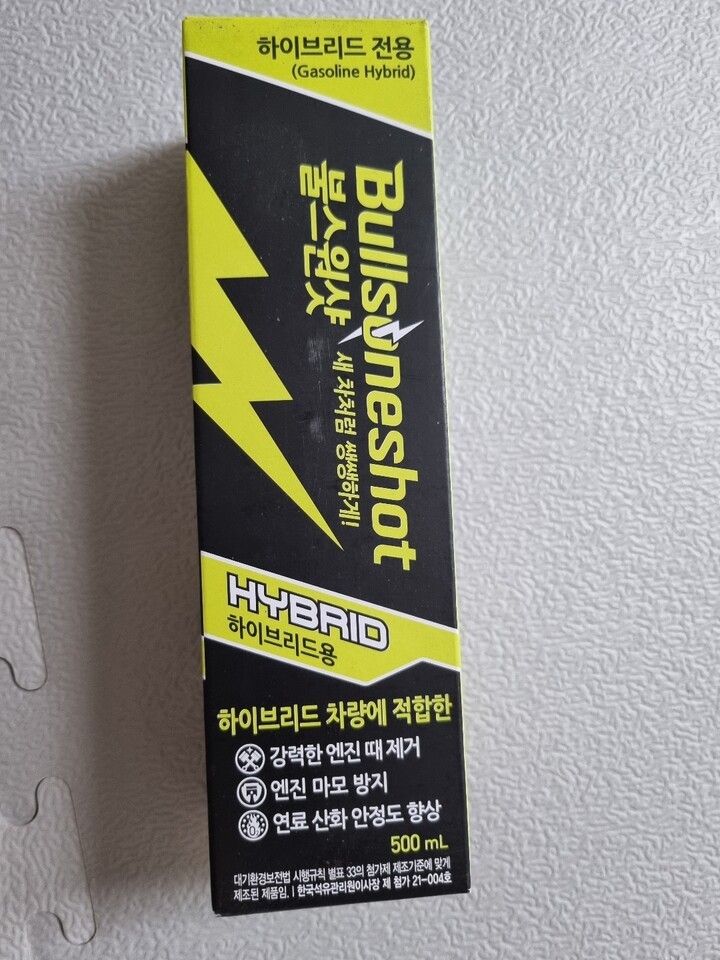 하이브리드 전용
(Gasoline Hybrid)
Bullsoneshot
불스원샷 새 차처럼 쌩쌩하게!
HYBRID
하이브리드용
하이브리드 차량에 적합한
강력한 엔진 때 제거
엔진 마모 방지
연료 산화 안정도 향상
500 mL
대기환경보전법 시행규칙 별표 33의 첨가제 제조기준에 맞게
제조된 제품임. | 한국석유관리원이사장 제 첨가 21-004호